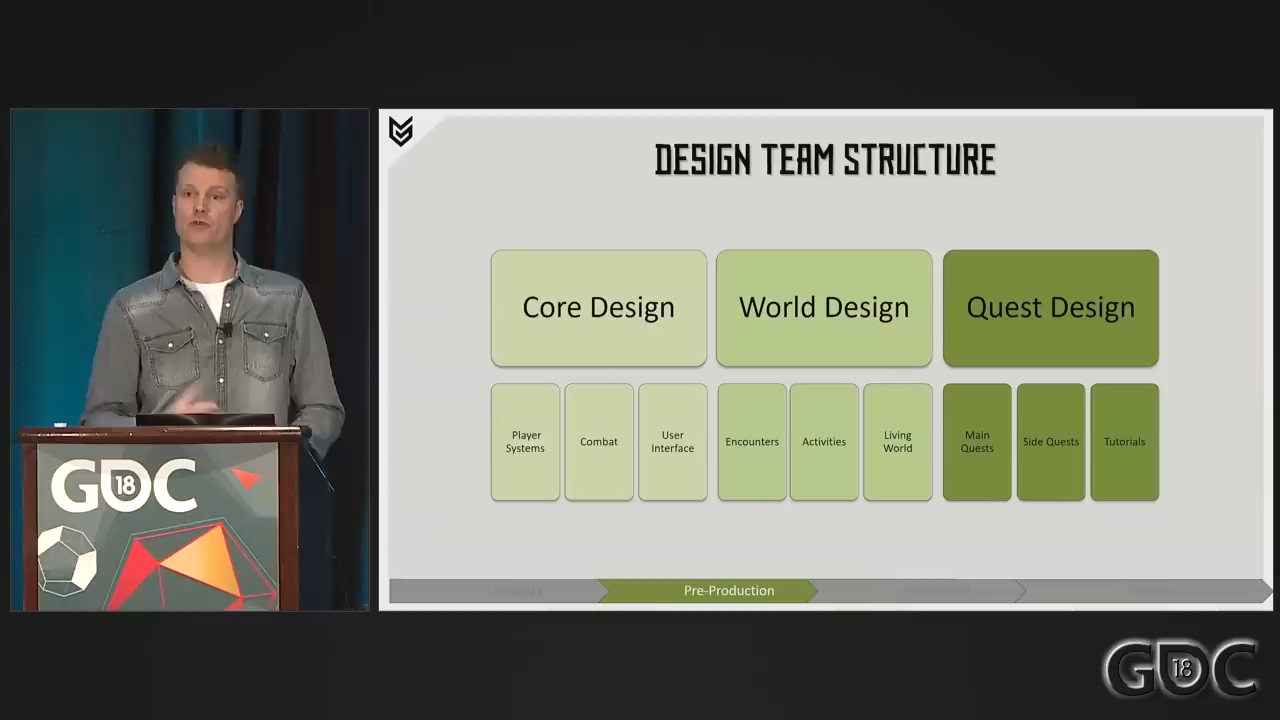 DESIGN TEAM STRUCTURE
Core Design
World Design
Quest Design
Player
Systems
Combat
User
Interface
Encounters
Activities
Living
World
Main
Quests
Side Quests
Tutorials
Pre-Production
GDC
18
GDC
18